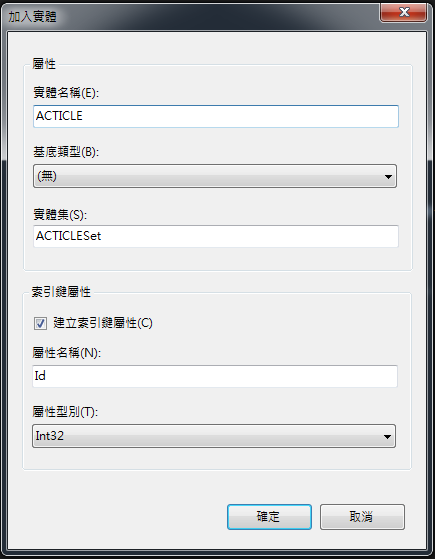 加入實體
屬性
實體名稱(E):
ACTICLE
基底類型(B):
(無)
實體集(S):
ACTICLESet
索引鍵屬性
建立索引鍵屬性(C)
屬性名稱(N):
Id
屬性型別(T):
Int32
確定
取消